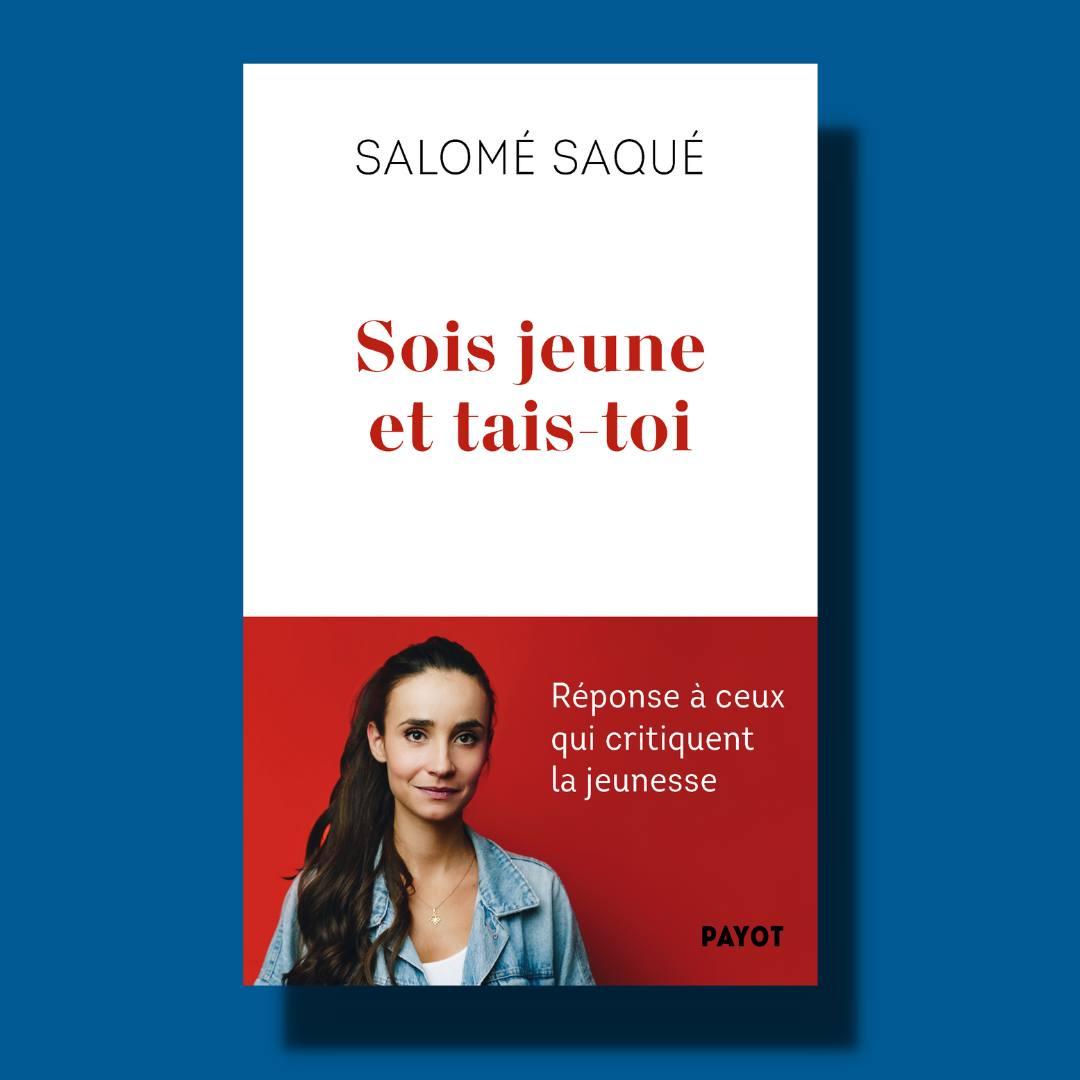 SALOMÉ SAQUÉ
Sois jeune
et tais-toi
Réponse à ceux
qui critiquent
la jeunesse
PAYOT